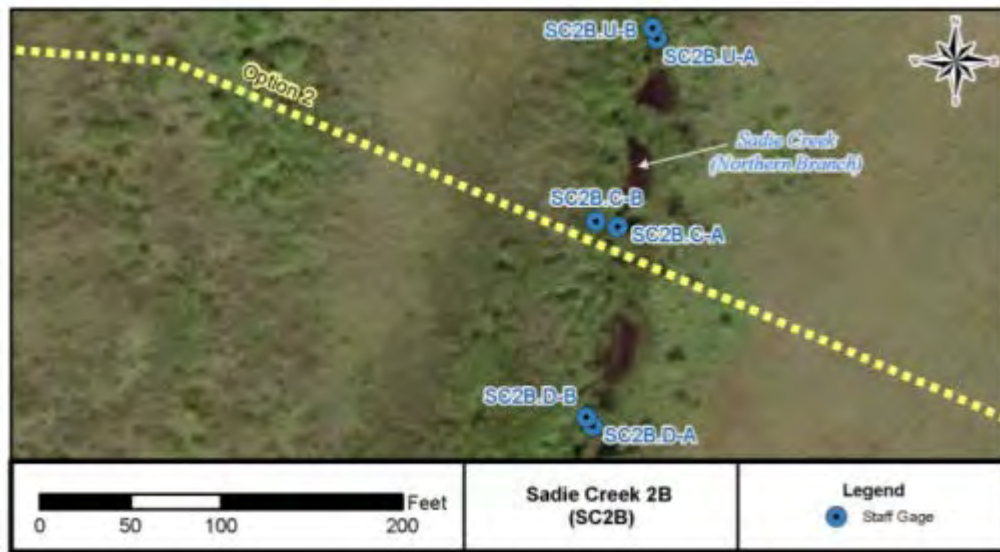 SC2B.U-B
SC2B.U-A
N
Option 2
Sadie Creek
(Northern Branch)
SC2B.C-B
SC2B.C-A
SC2B.D-B
SC2B.D-A
Feet
0 50 100 200
Sadie Creek 2B
(SC2B)
Legend
Staff Gage